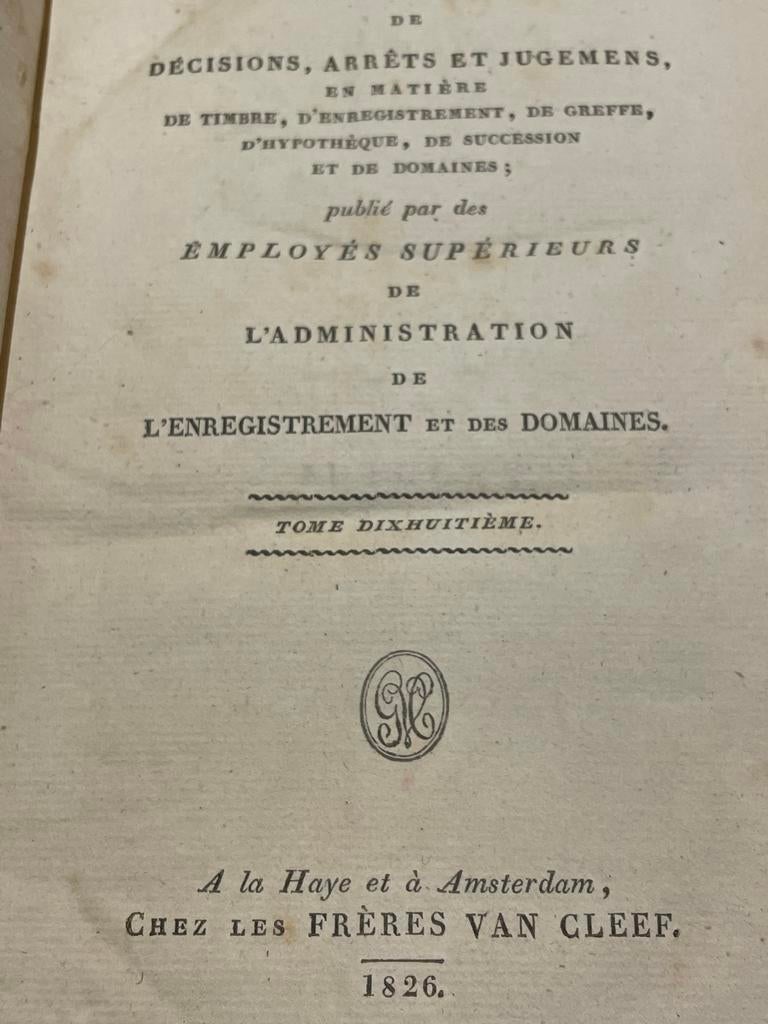 DE
DÉCISIONS, ARRÊTS ET JUGEMENS,
EN MATIÈRE
DE TIMBRE, D'ENREGISTREMENT, DE GREFFE,
D'HYPOTHÈQUE, DE SUCCESSION
ET DE DOMAINES;
publié par des
ÉMPLOYÉS SUPÉRIEURS
DE
L'ADMINISTRATION
DE
L'ENREGISTREMENT ET DES DOMAINES.
TOME DIXHUITIÈME.
A la Haye et à Amsterdam,
CHEZ LES FRÈRES VAN CLEEF.
1826.